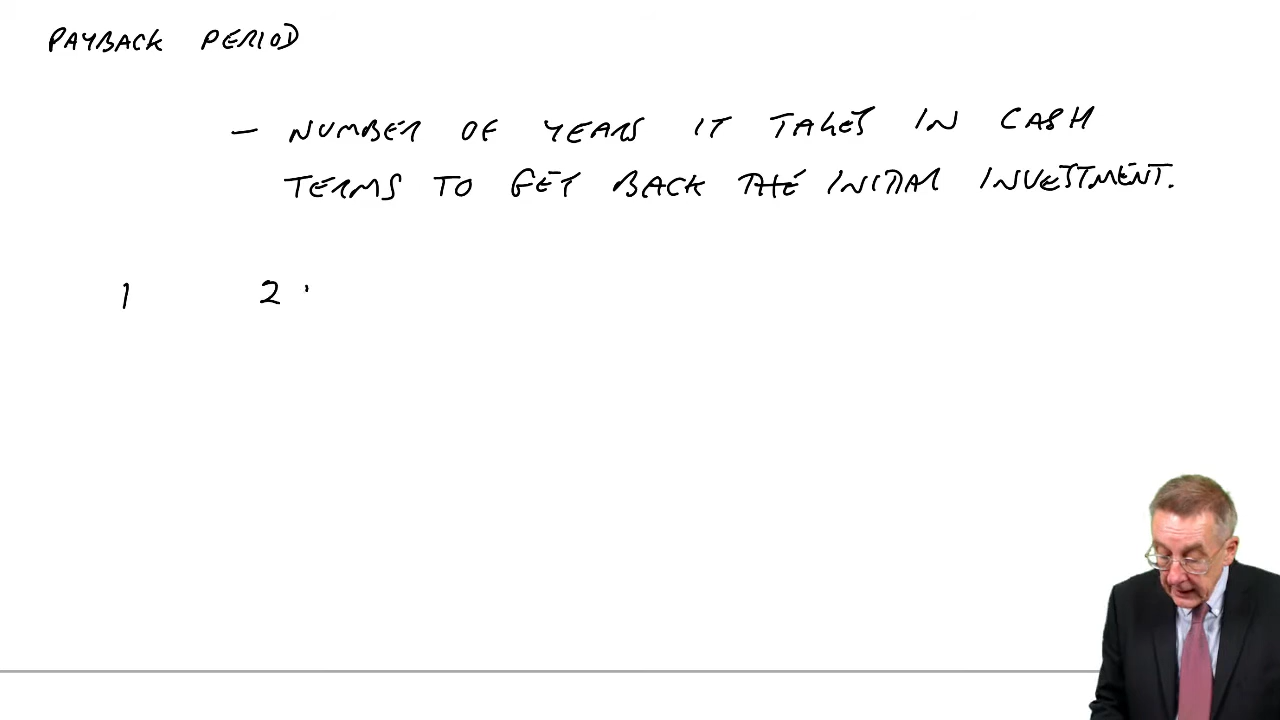 PAYBACK PERIOD
— NUMBER OF YEARS IT TAKES IN CASH
TERMS TO GET BACK THE INITIAL INVESTMENT.
1 2